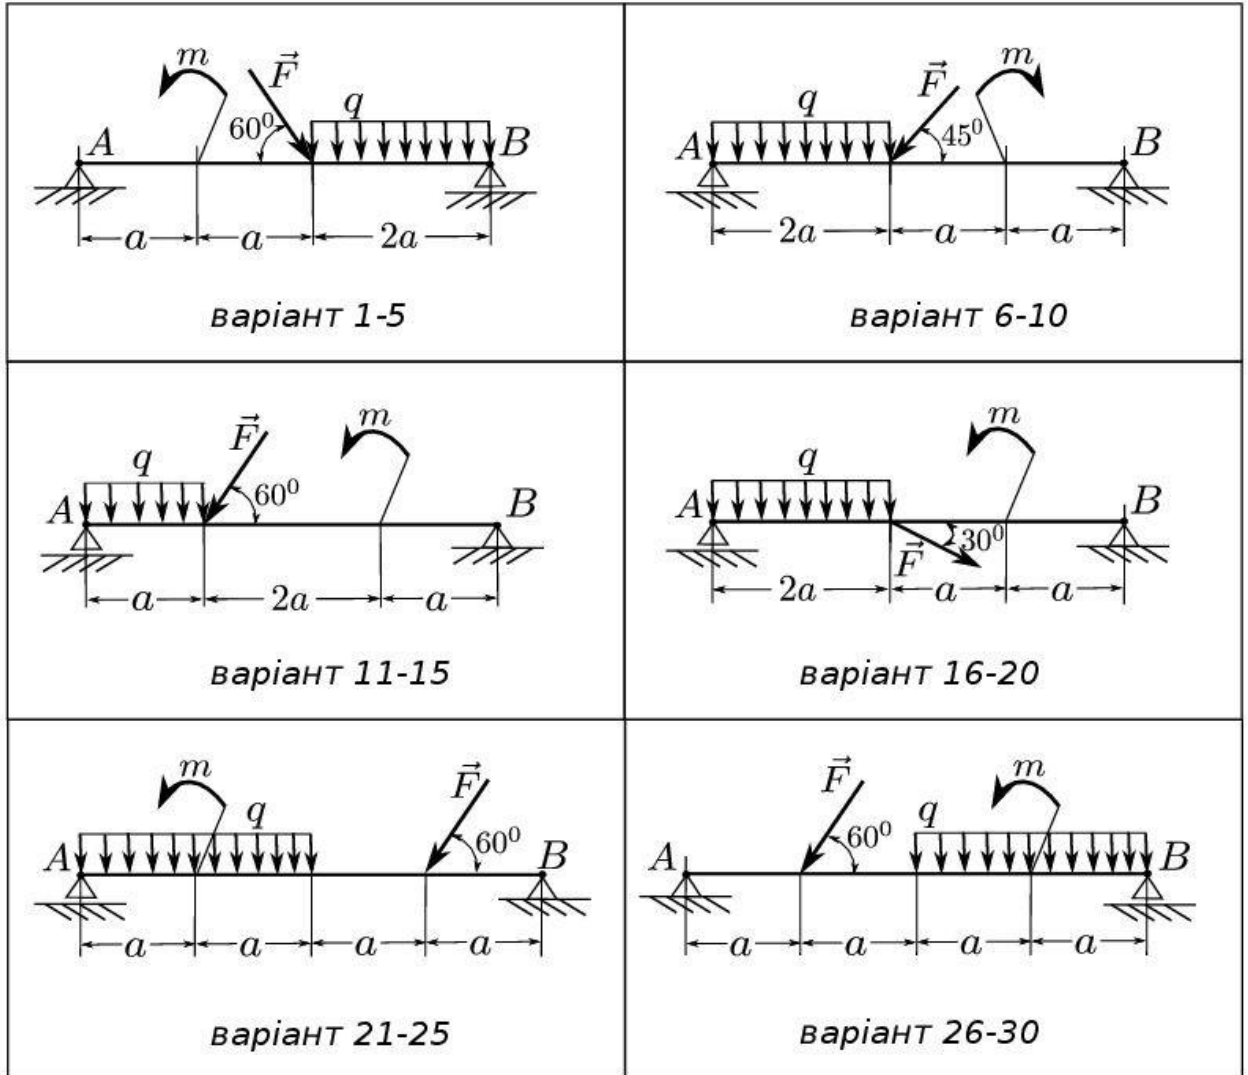 m F⃗
60⁰ q
A B
a a 2a
варіант 1-5
q F⃗ m
45⁰
A B
2a a a
варіант 6-10
q F⃗ m
60⁰
A B
a 2a a
варіант 11-15
q m
A B
F⃗ 30⁰
2a a a
варіант 16-20
m F⃗
q 60⁰
A B
a a a a
варіант 21-25
F⃗ m
60⁰ q
A B
a a a a
варіант 26-30